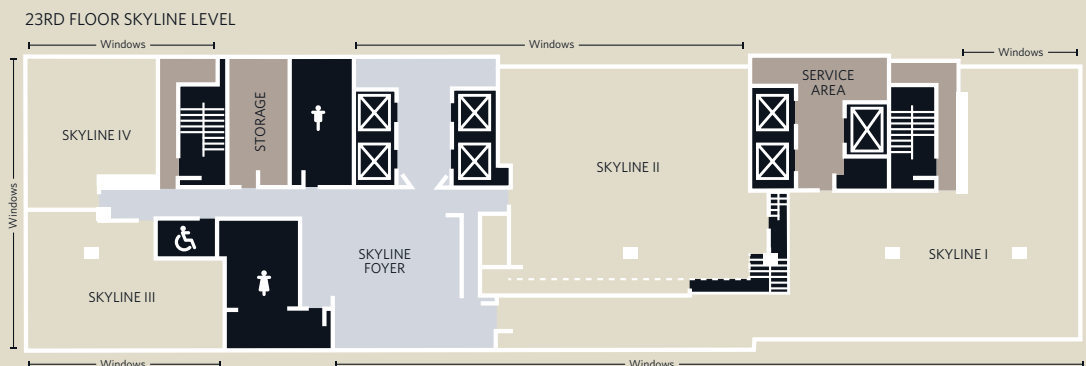 23RD FLOOR SKYLINE LEVEL
Windows
Windows
Windows
SERVICE
AREA
STORAGE
SKYLINE IV
SKYLINE II
Windows
SKYLINE
FOYER
SKYLINE I
SKYLINE III
Windows
Windows